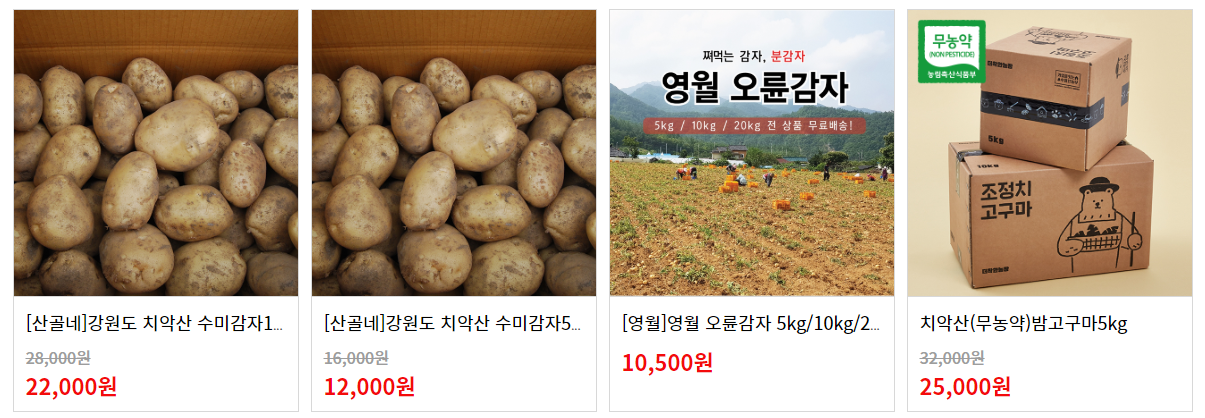 쪄먹는 감자, 분감자
영월 오륜감자
5kg / 10kg / 20kg 전 상품 무료배송!
무농약
(NON PESTICIDE)
농림축산식품부
5kg
10kg
조정치
고구마
[산골네]강원도 치악산 수미감자1...
28,000원
22,000원
[산골네]강원도 치악산 수미감자5...
16,000원
12,000원
[영월]영월 오륜감자 5kg/10kg/2...
10,500원
치악산(무농약)밤고구마5kg
32,000원
25,000원